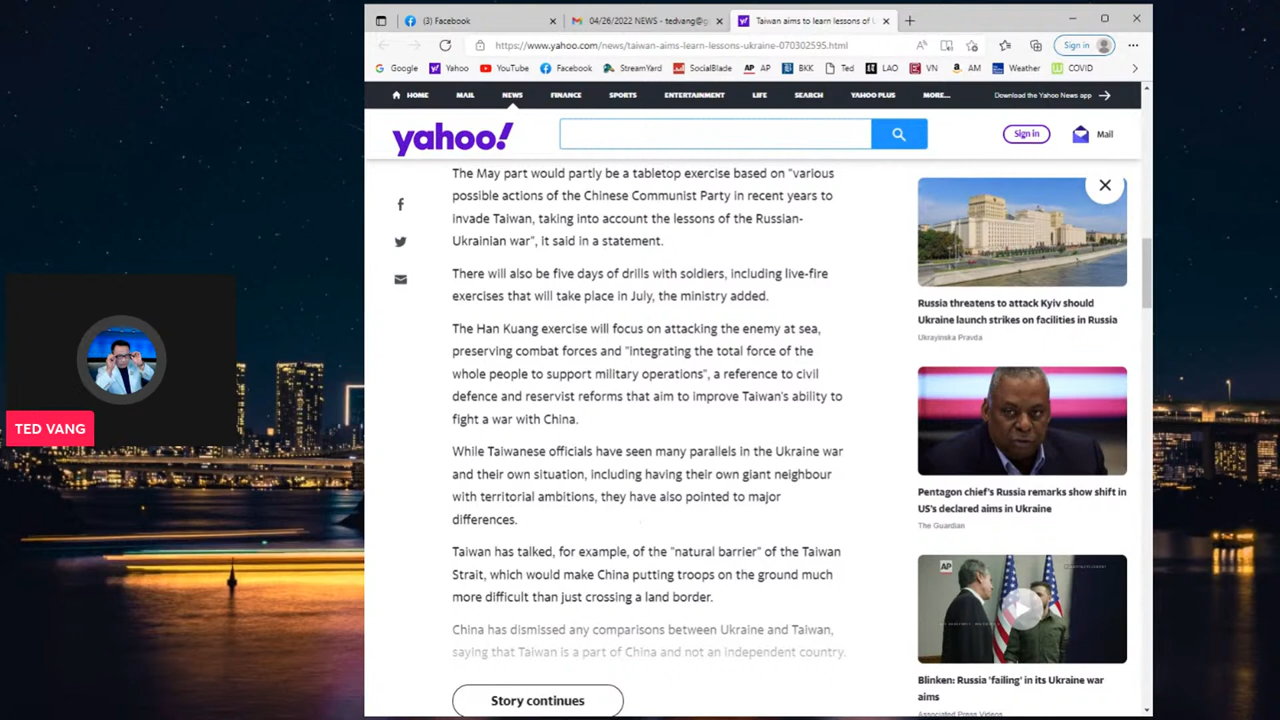 (3) Facebook
04/26/2022 NEWS - tedvang@g
Taiwan aims to learn lessons of U
https://www.yahoo.com/news/taiwan-aims-learn-lessons-ukraine-070302595.html
Sign in
Google
Yahoo
YouTube
Facebook
StreamYard
SocialBlade
AP AP
BKK
Ted
LAO
VN
AM
Weather
COVID
HOME
MAIL
NEWS
FINANCE
SPORTS
ENTERTAINMENT
LIFE
SEARCH
YAHOO PLUS
MORE...
Download the Yahoo News app
yahoo!
Sign in
Mail
The May part would partly be a tabletop exercise based on "various
possible actions of the Chinese Communist Party in recent years to
invade Taiwan, taking into account the lessons of the Russian-
Ukrainian war", it said in a statement.
There will also be five days of drills with soldiers, including live-fire
exercises that will take place in July, the ministry added.
The Han Kuang exercise will focus on attacking the enemy at sea,
preserving combat forces and "integrating the total force of the
whole people to support military operations", a reference to civil
defence and reservist reforms that aim to improve Taiwan's ability to
fight a war with China.
While Taiwanese officials have seen many parallels in the Ukraine war
and their own situation, including having their own giant neighbour
with territorial ambitions, they have also pointed to major
differences.
Taiwan has talked, for example, of the "natural barrier" of the Taiwan
Strait, which would make China putting troops on the ground much
more difficult than just crossing a land border.
China has dismissed any comparisons between Ukraine and Taiwan,
saying that Taiwan is a part of China and not an independent country.
Story continues
Russia threatens to attack Kyiv should
Ukraine launch strikes on facilities in Russia
Ukrayinska Pravda
Pentagon chief's Russia remarks show shift in
US's declared aims in Ukraine
The Guardian
AP
Blinken: Russia 'failing' in its Ukraine war
aims
Associated Press Videos
TED VANG